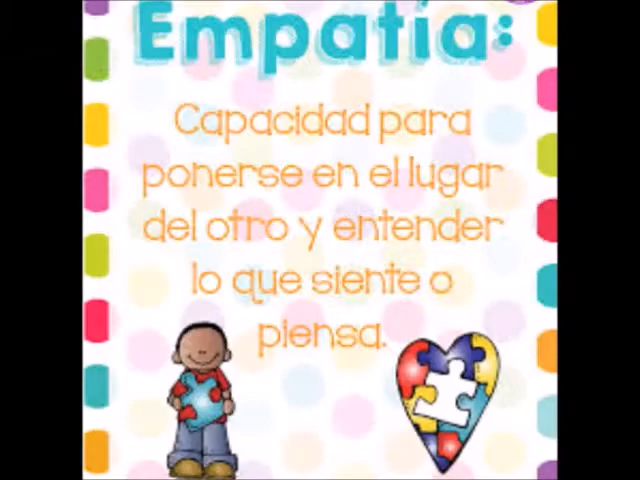 Empatía:
Capacidad para
ponerse en el lugar
del otro y entender
lo que siente o
piensa.